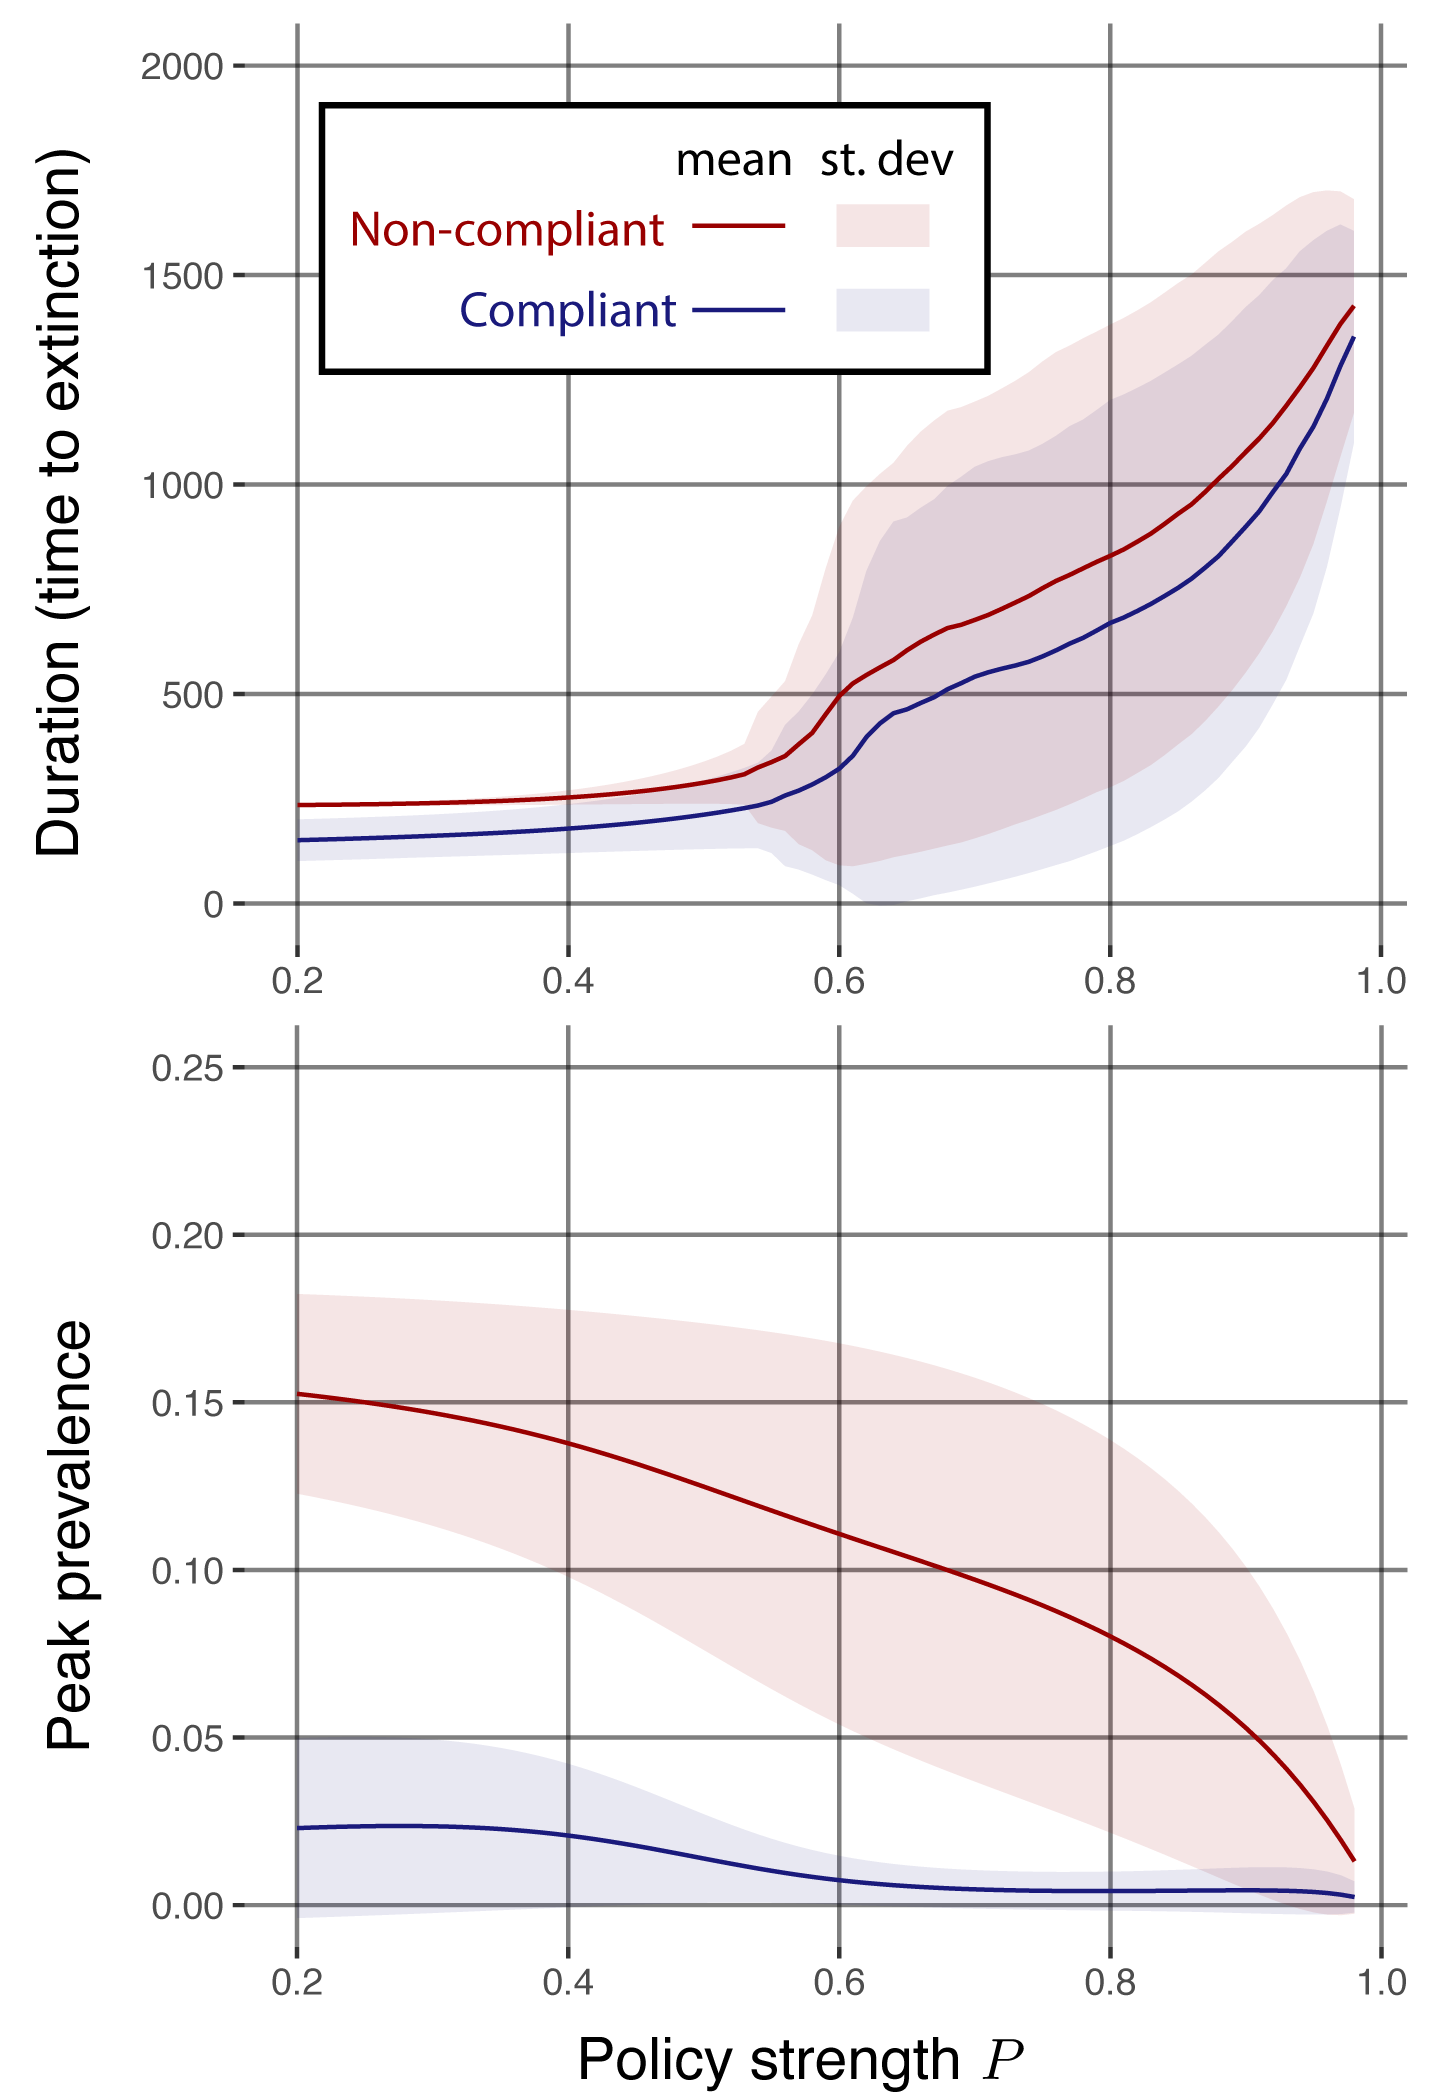 Duration (time to extinction)
2000
1500
1000
500
0
mean st. dev
Non-compliant
Compliant
0.2 0.4 0.6 0.8 1.0
Peak prevalence
0.25
0.20
0.15
0.10
0.05
0.00
0.2 0.4 0.6 0.8 1.0
Policy strength P